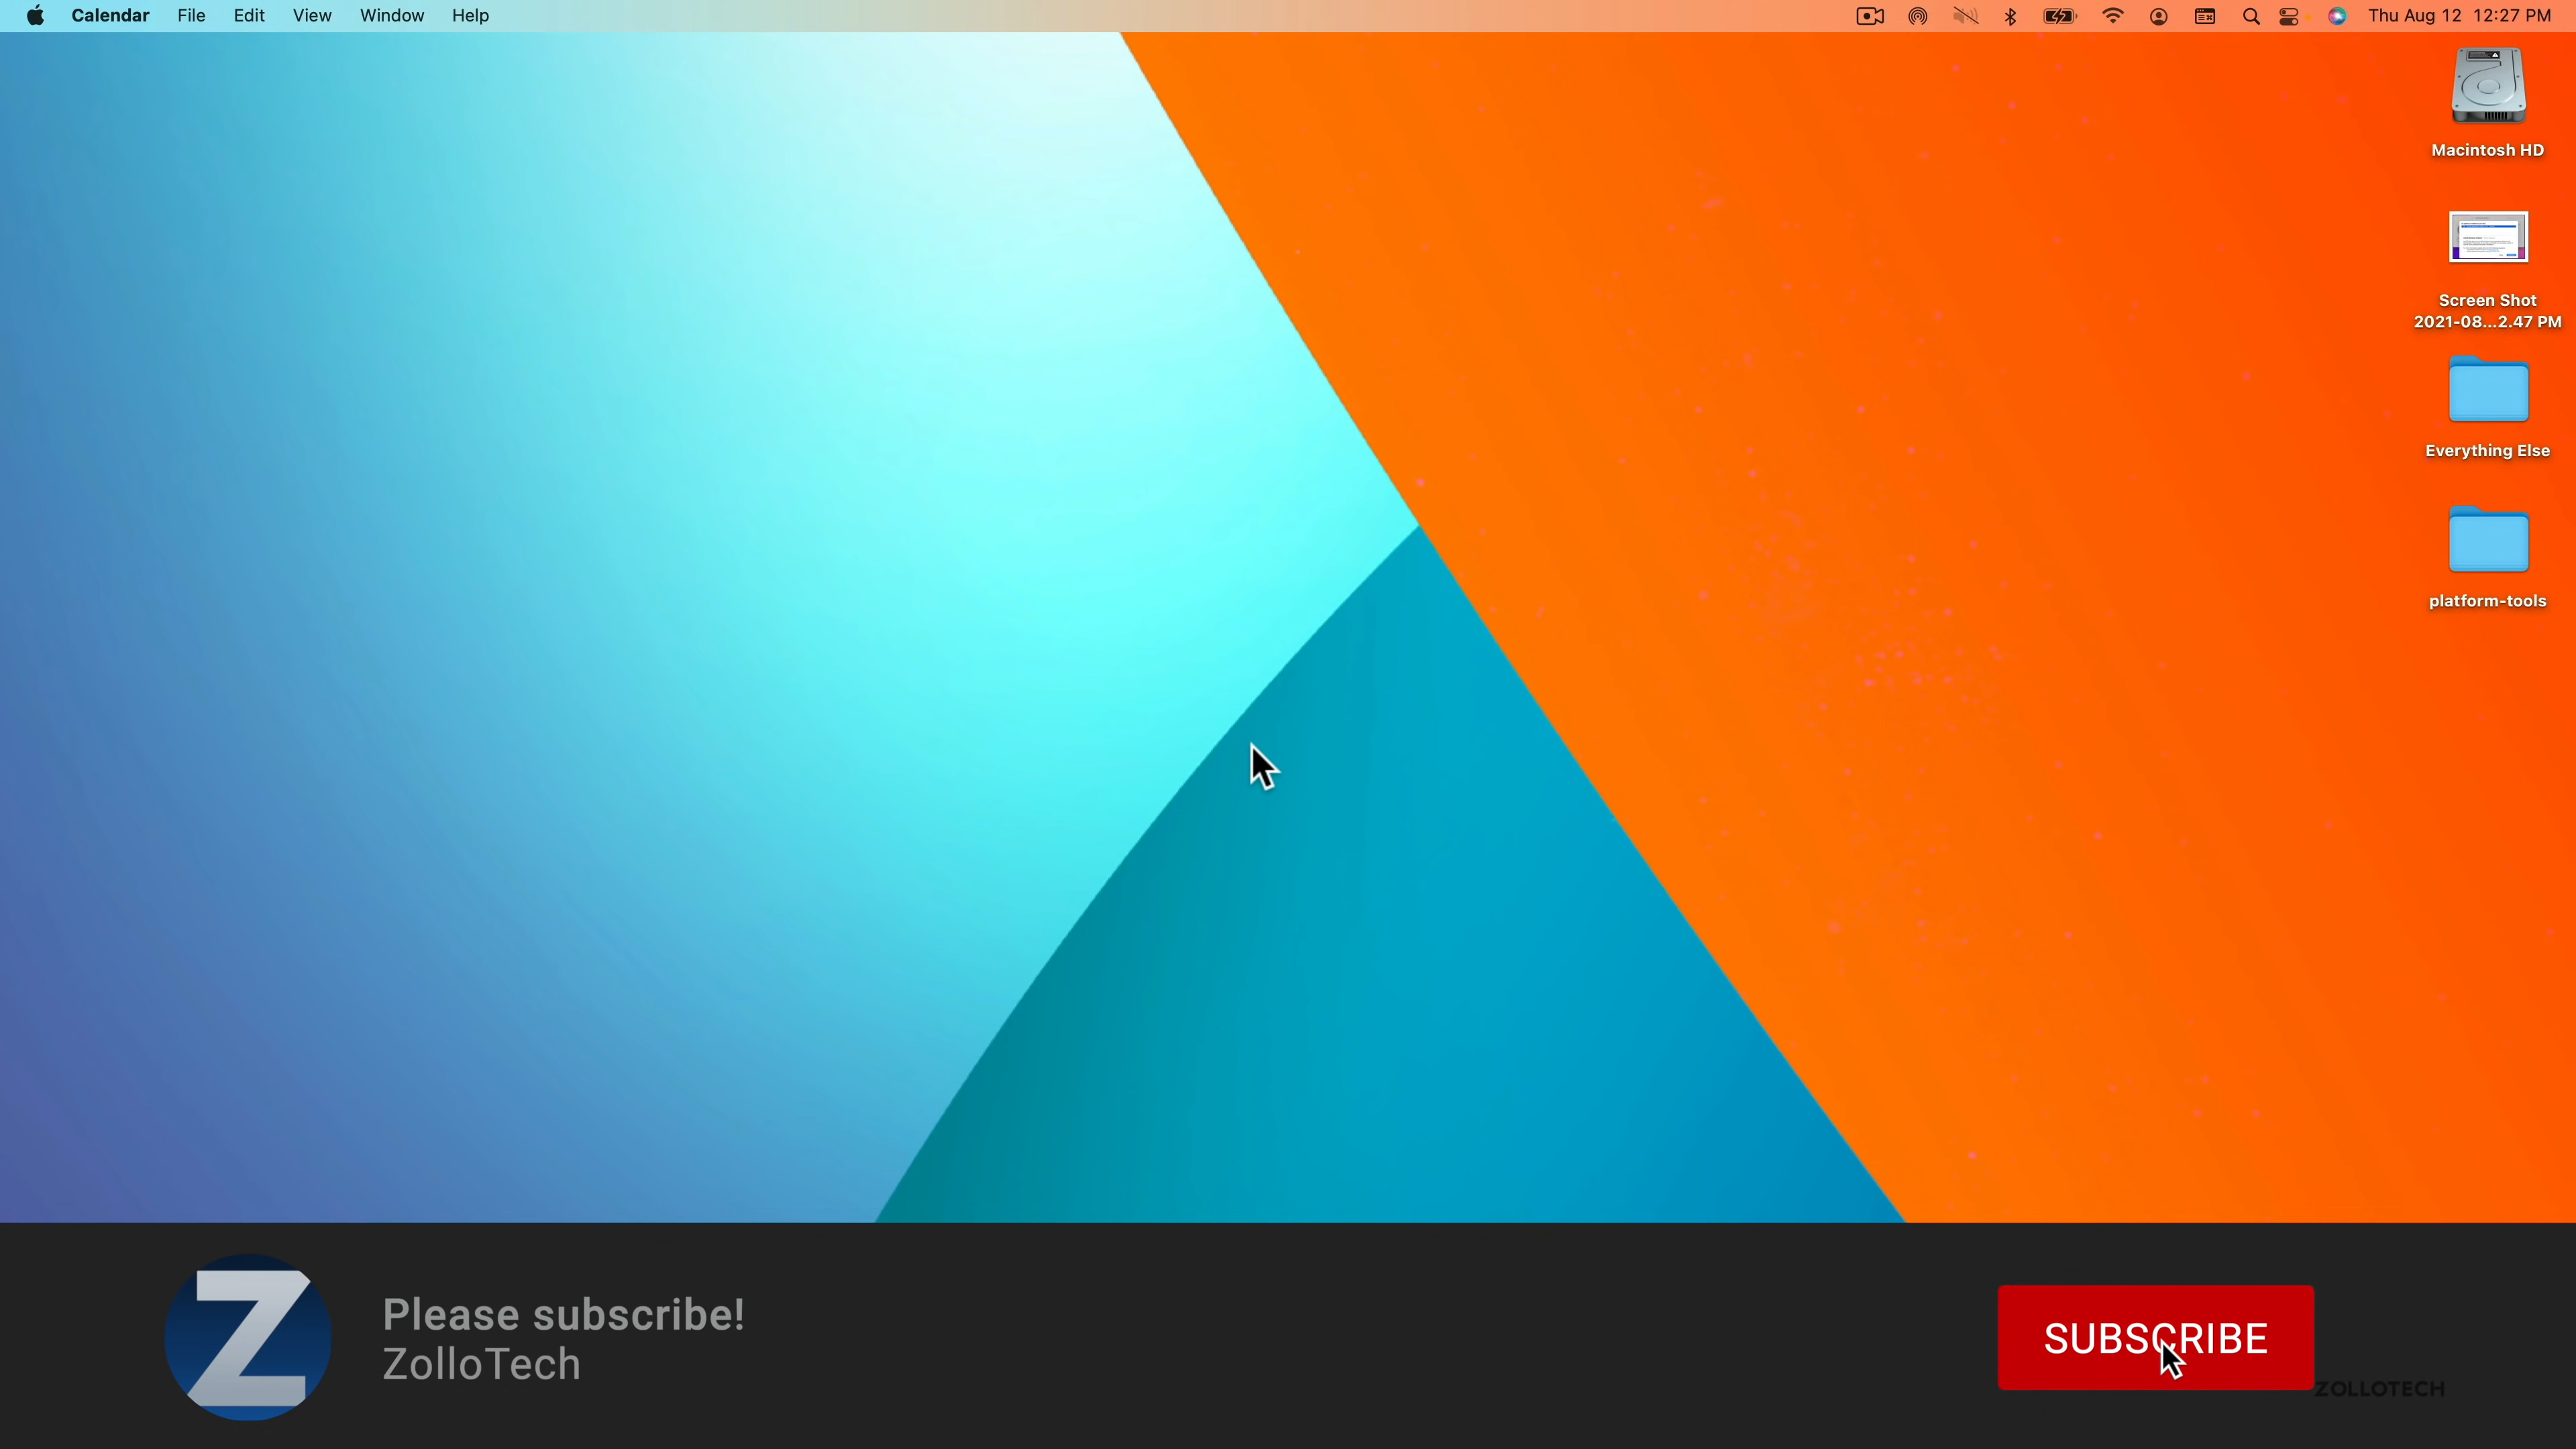 Calendar File Edit View Window Help Thu Aug 12 12:27 PM
Macintosh HD
Screen Shot
2021-08...2.47 PM
Everything Else
platform-tools
Z
Please subscribe!
ZolloTech
SUBSCRIBE
ZOLLOTECH